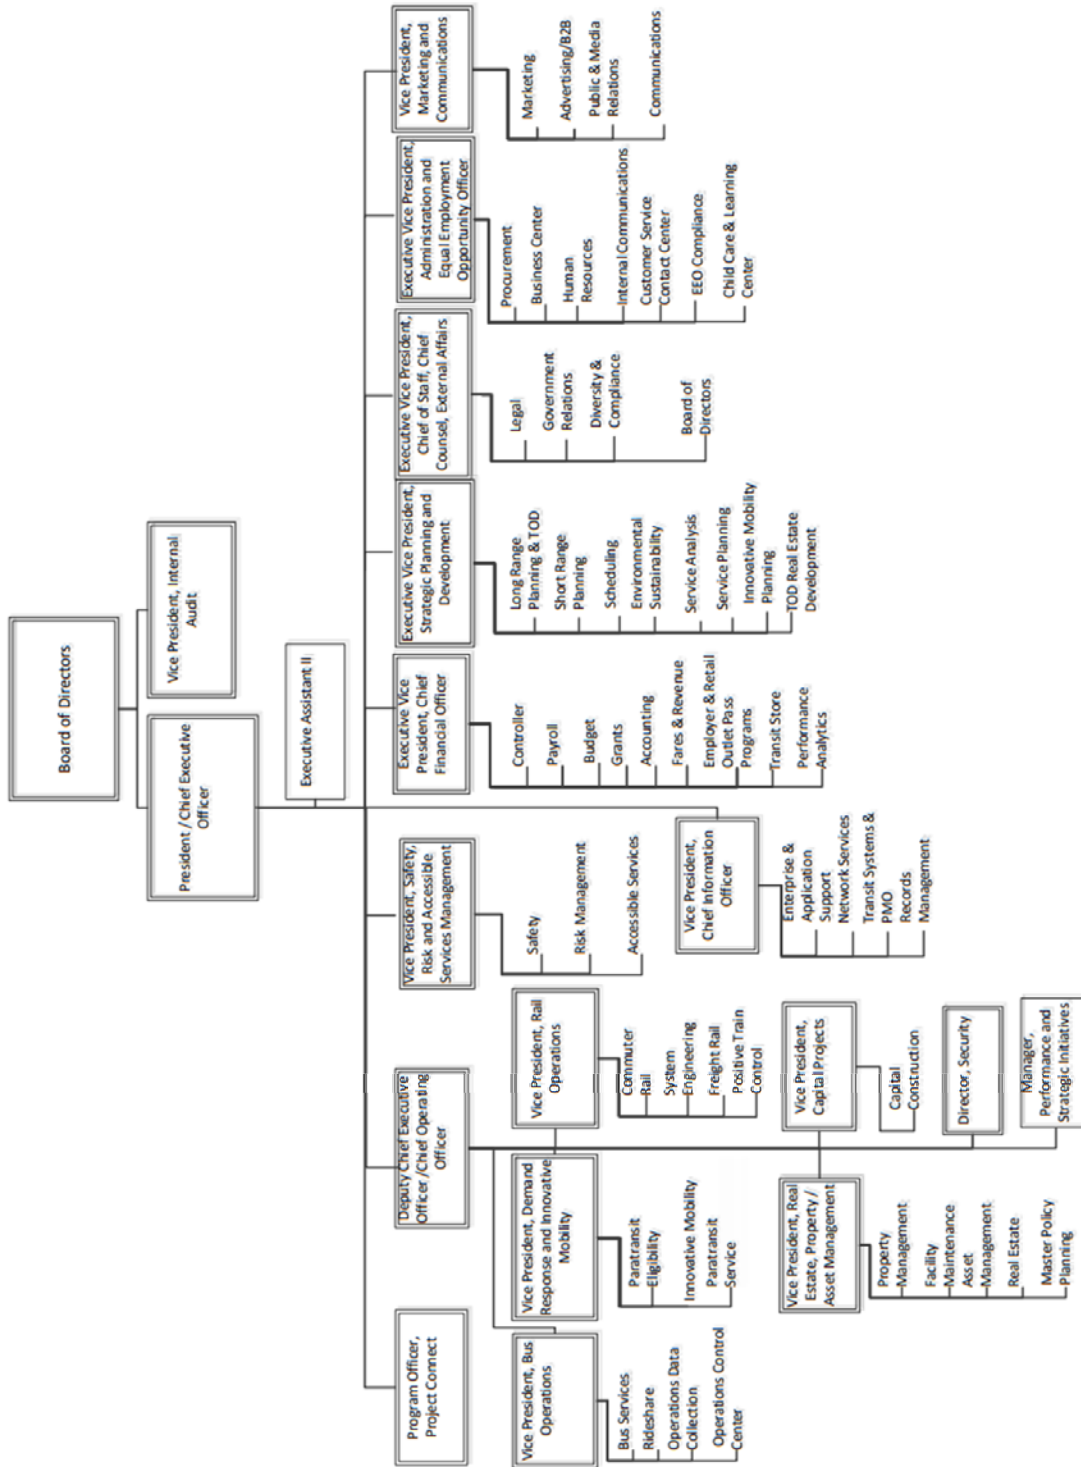 Board of Directors
President / Chief Executive
Officer
Vice President, Internal
Audit
Executive Assistant II
Program Officer,
Project Connect
Deputy Chief Executive
Officer /Chief Operating
Officer
Vice President, Safety,
Risk and Accessible
Services Management
Executive Vice
President, Chief
Financial Officer
Executive Vice President,
Strategic Planning and
Development
Executive Vice President,
Chief of Staff, Chief
Counsel, External Affairs
Executive Vice President,
Administration and
Equal Employment
Opportunity Officer
Vice President,
Marketing and
Communications
Vice President, Bus
Operations
Bus Services
Rideshare
Operations Data
Collection
Operations Control
Center
Vice President, Demand
Response and Innovative
Mobility
Paratransit
Eligibility
Innovative Mobility
Paratransit
Service
Vice President, Rail
Operations
Commuter
Rail
System
Engineering
Freight Rail
Positive Train
Control
Vice President, Real
Estate, Property /
Asset Management
Property
Management
Facility
Maintenance
Asset
Management
Real Estate
Master Policy
Planning
Vice President,
Capital Projects
Capital
Construction
Director, Security
Manager,
Performance and
Strategic Initiatives
Safety
Risk Management
Accessible Services
Vice President,
Chief Information
Officer
Enterprise &
Application
Support
Network Services
Transit Systems &
PMO
Records
Management
Controller
Payroll
Budget
Grants
Accounting
Fares & Revenue
Employer & Retail
Outlet Pass
Programs
Transit Store
Performance
Analytics
Long Range
Planning & TOD
Short Range
Planning
Scheduling
Environmental
Sustainability
Service Analysis
Service Planning
Innovative Mobility
Planning
TOD Real Estate
Development
Legal
Government
Relations
Diversity &
Compliance
Board of
Directors
Procurement
Business Center
Human
Resources
Internal Communications
Customer Service
Contact Center
EEO Compliance
Child Care & Learning
Center
Marketing
Advertising/B2B
Public & Media
Relations
Communications